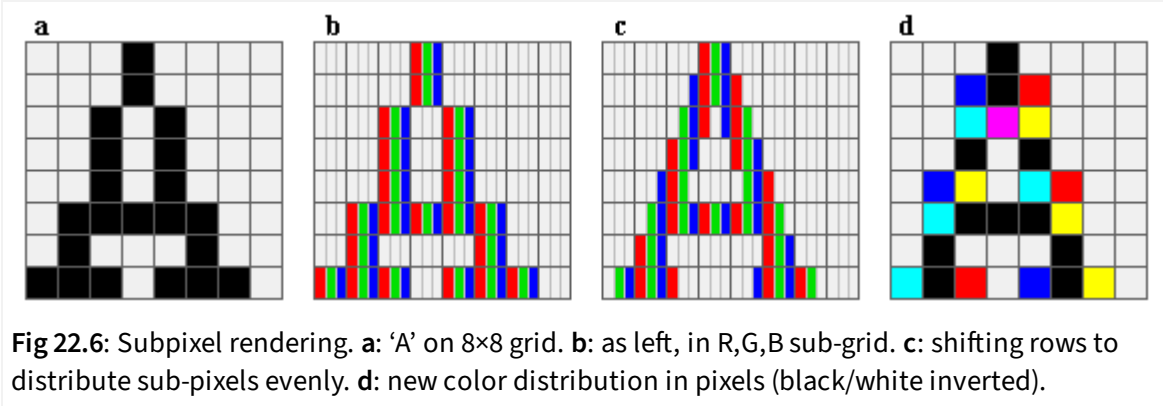 a b c d
Fig 22.6: Subpixel rendering. a: ‘A’ on 8×8 grid. b: as left, in R,G,B sub-grid. c: shifting rows to
distribute sub-pixels evenly. d: new color distribution in pixels (black/white inverted).